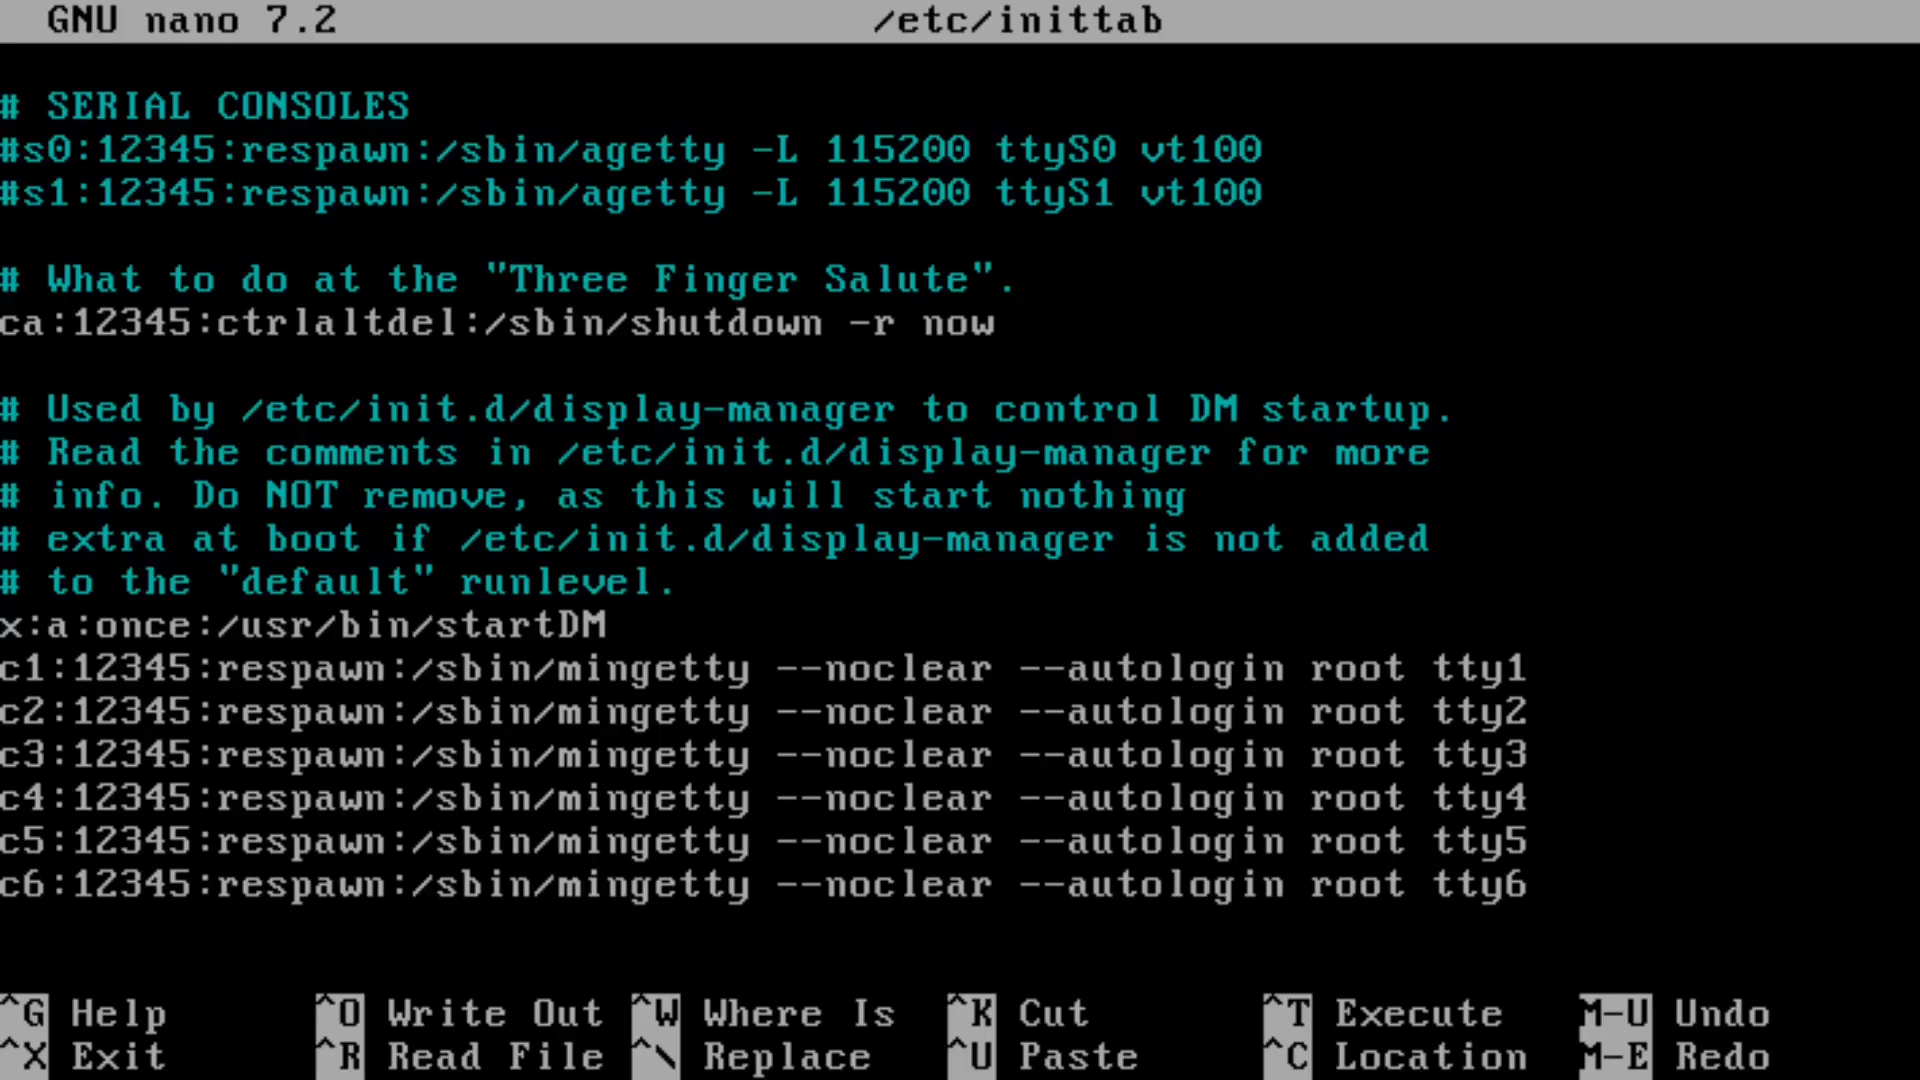 GNU nano 7.2 /etc/inittab
# SERIAL CONSOLES
#s0:12345:respawn:/sbin/agetty -L 115200 ttyS0 vt100
#s1:12345:respawn:/sbin/agetty -L 115200 ttyS1 vt100
# What to do at the "Three Finger Salute".
ca:12345:ctrlaltdel:/sbin/shutdown -r now
# Used by /etc/init.d/display-manager to control DM startup.
# Read the comments in /etc/init.d/display-manager for more
# info. Do NOT remove, as this will start nothing
# extra at boot if /etc/init.d/display-manager is not added
# to the "default" runlevel.
x:a:once:/usr/bin/startDM
c1:12345:respawn:/sbin/mingetty --noclear --autologin root tty1
c2:12345:respawn:/sbin/mingetty --noclear --autologin root tty2
c3:12345:respawn:/sbin/mingetty --noclear --autologin root tty3
c4:12345:respawn:/sbin/mingetty --noclear --autologin root tty4
c5:12345:respawn:/sbin/mingetty --noclear --autologin root tty5
c6:12345:respawn:/sbin/mingetty --noclear --autologin root tty6
^G Help ^O Write Out ^W Where Is ^K Cut ^T Execute M-U Undo
^X Exit ^R Read File ^\ Replace ^U Paste ^C Location M-E Redo